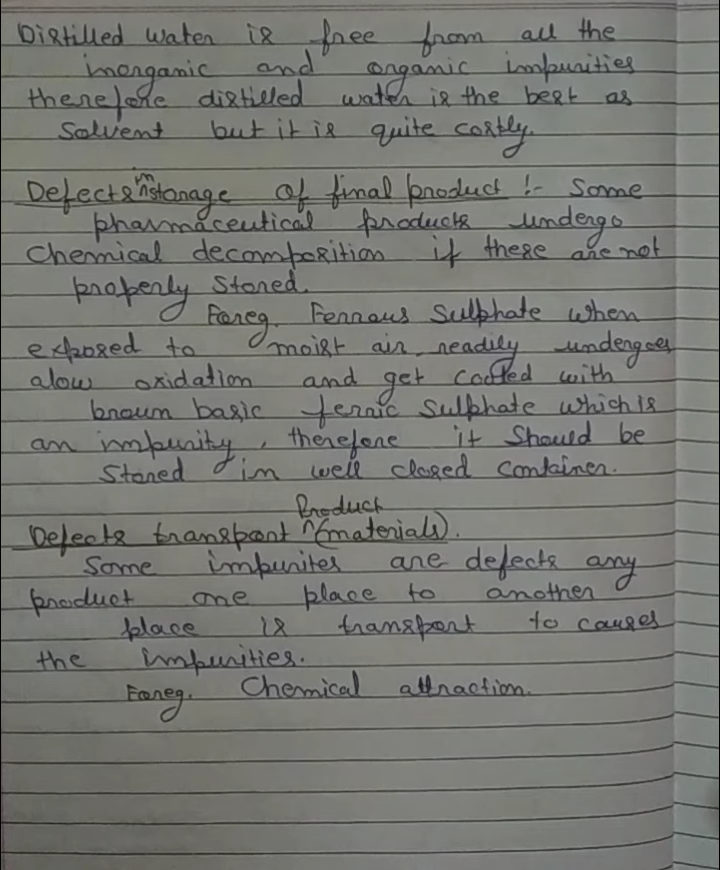 Distilled water is free from all the
inorganic and organic impurities
therefore distilled water is the best as
Solvent but it is quite costly.
Defects in storage of final product :- Some
pharmaceutical products undergo
Chemical decomposition if these are not
properly Stored.
Foreg. Ferrous Sulphate when
exposed to moist air readily undergoes
alow oxidation and get coated with
broun basic ferric Sulphate which is
an impurity, therefore it Should be
Stored in well closed Container.
Defects transport Product (materials).
Some impurites are defects any
product one place to another
place is transport to causes
the impurities.
Foreg. Chemical attraction.